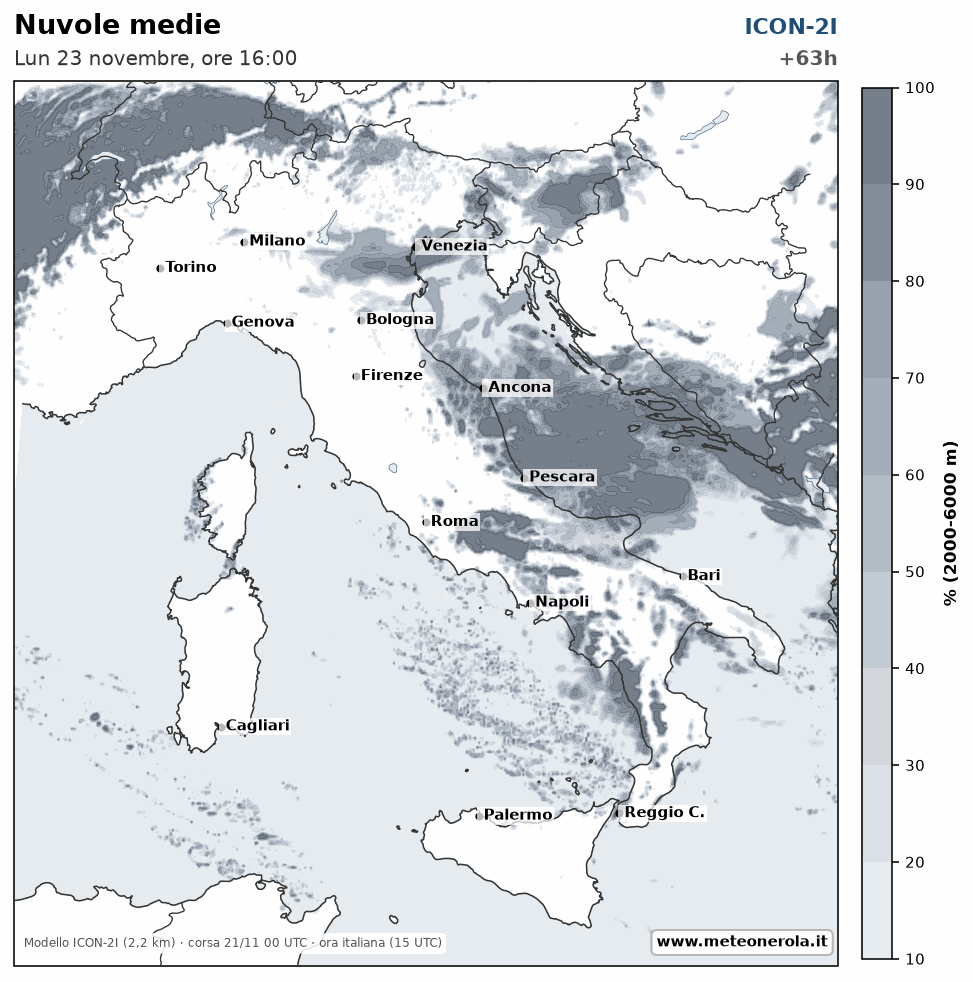 Nuvole medie
ICON-2I
Lun 23 novembre, ore 16:00
+63h
100
90
80
70
60
50
40
30
20
10
% (2000-6000 m)
Milano
Venezia
Torino
Genova
Bologna
Firenze
Ancona
Pescara
Roma
Bari
Napoli
Cagliari
Palermo
Reggio C.
Modello ICON-2I (2,2 km) · corsa 21/11 00 UTC · ora italiana (15 UTC)
www.meteonerola.it